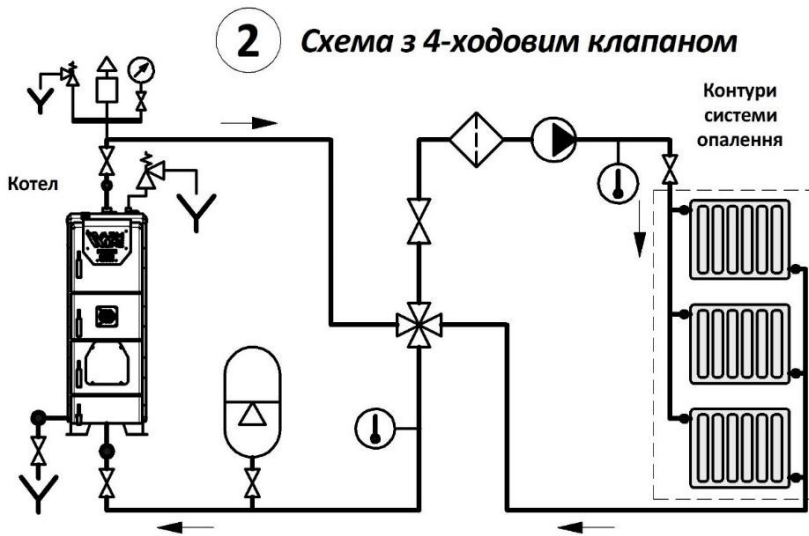 2
Схема з 4-ходовим клапаном
Контури
системи
опалення
Котел